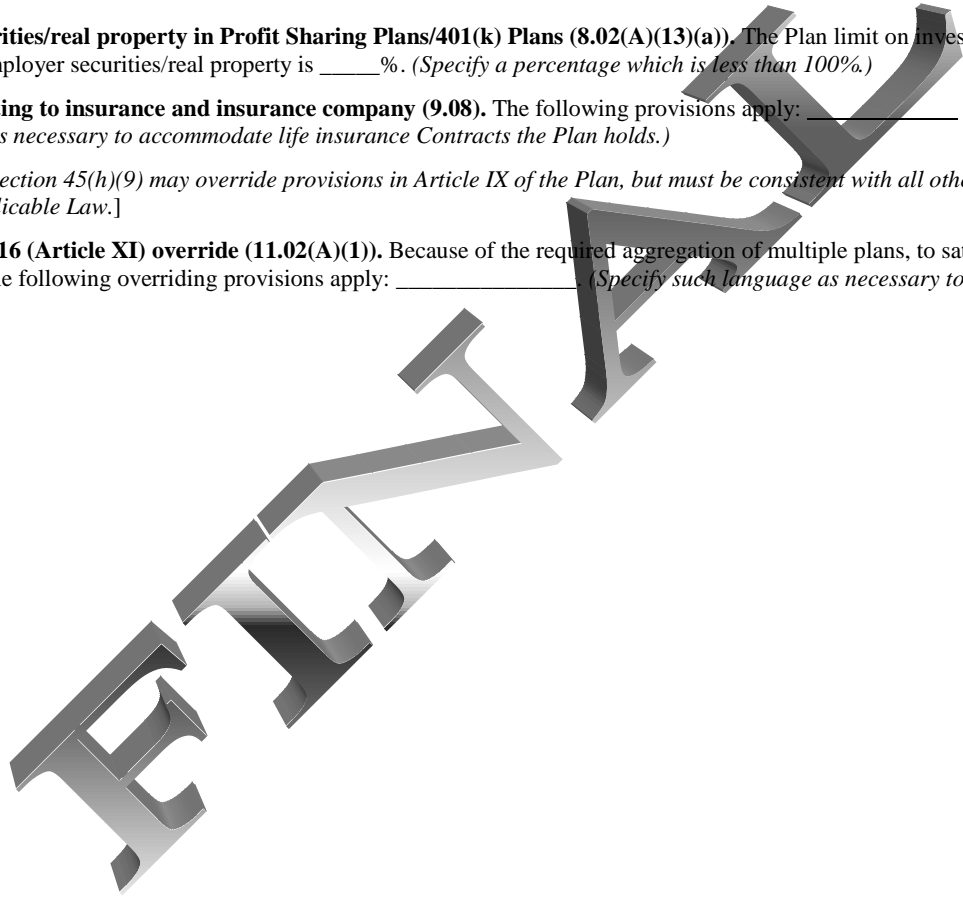 rities/real property in Profit Sharing Plans/401(k) Plans (8.02(A)(13)(a)). The Plan limit on inves
mployer securities/real property is _____%. (Specify a percentage which is less than 100%.)
ting to insurance and insurance company (9.08). The following provisions apply: _______________
s necessary to accommodate life insurance Contracts the Plan holds.)
ection 45(h)(9) may override provisions in Article IX of the Plan, but must be consistent with all othe
licable Law.]
16 (Article XI) override (11.02(A)(1)). Because of the required aggregation of multiple plans, to sat
e following overriding provisions apply: _______________. (Specify such language as necessary to
FINAL